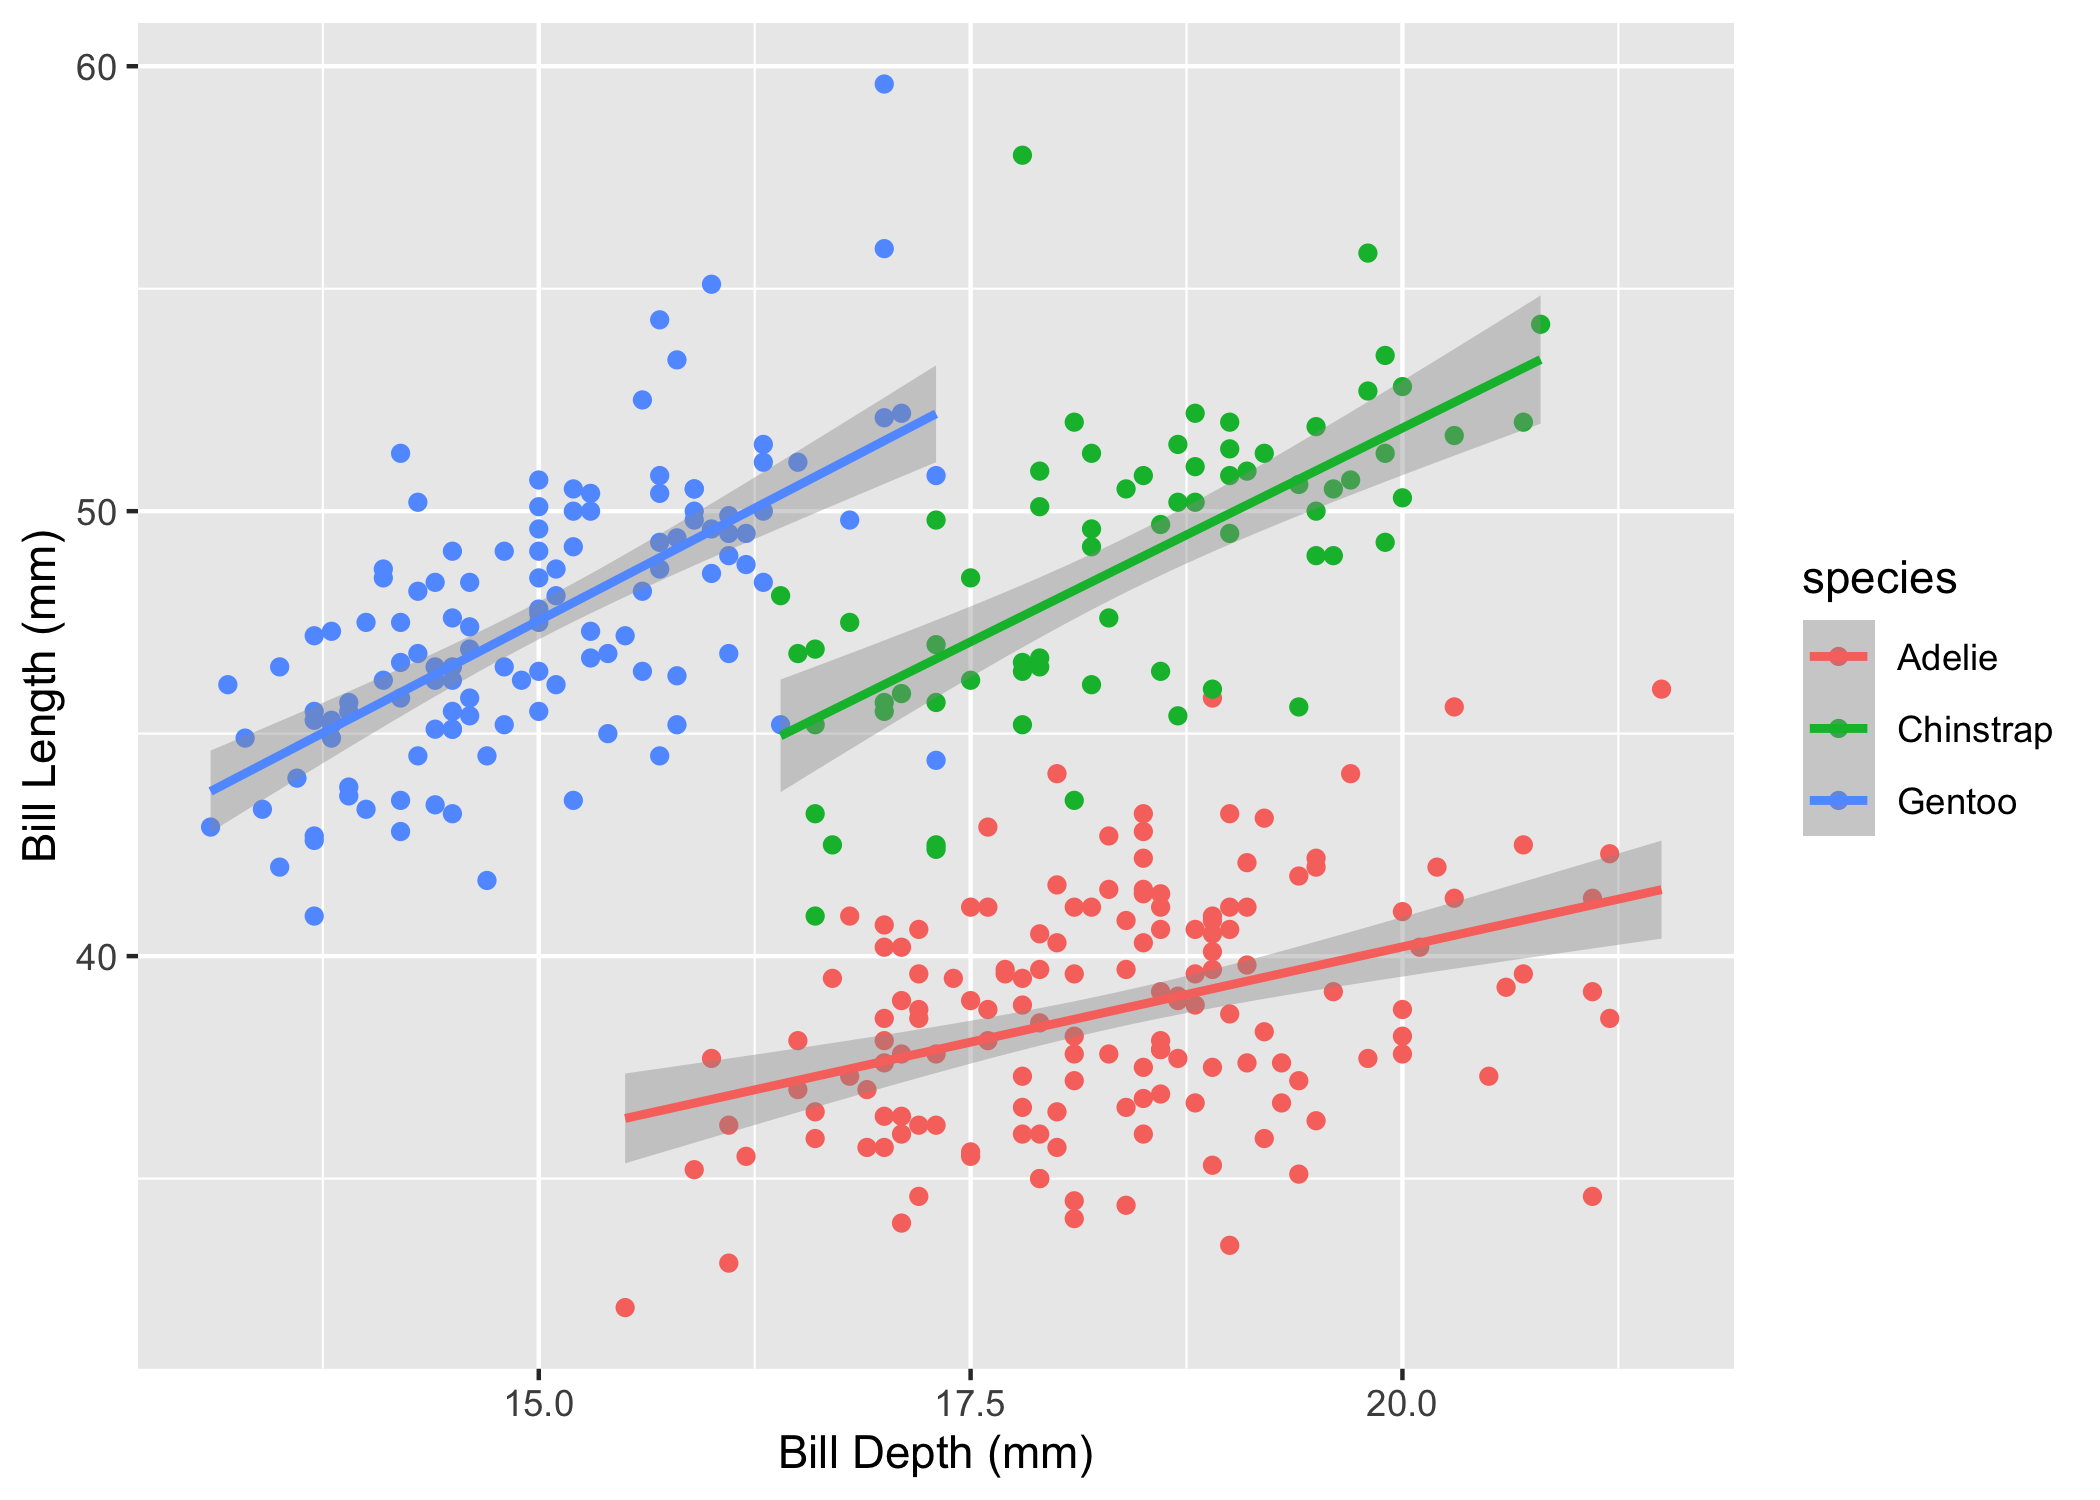 60
50
40
Bill Length (mm)
15.0
17.5
20.0
Bill Depth (mm)
species
Adelie
Chinstrap
Gentoo